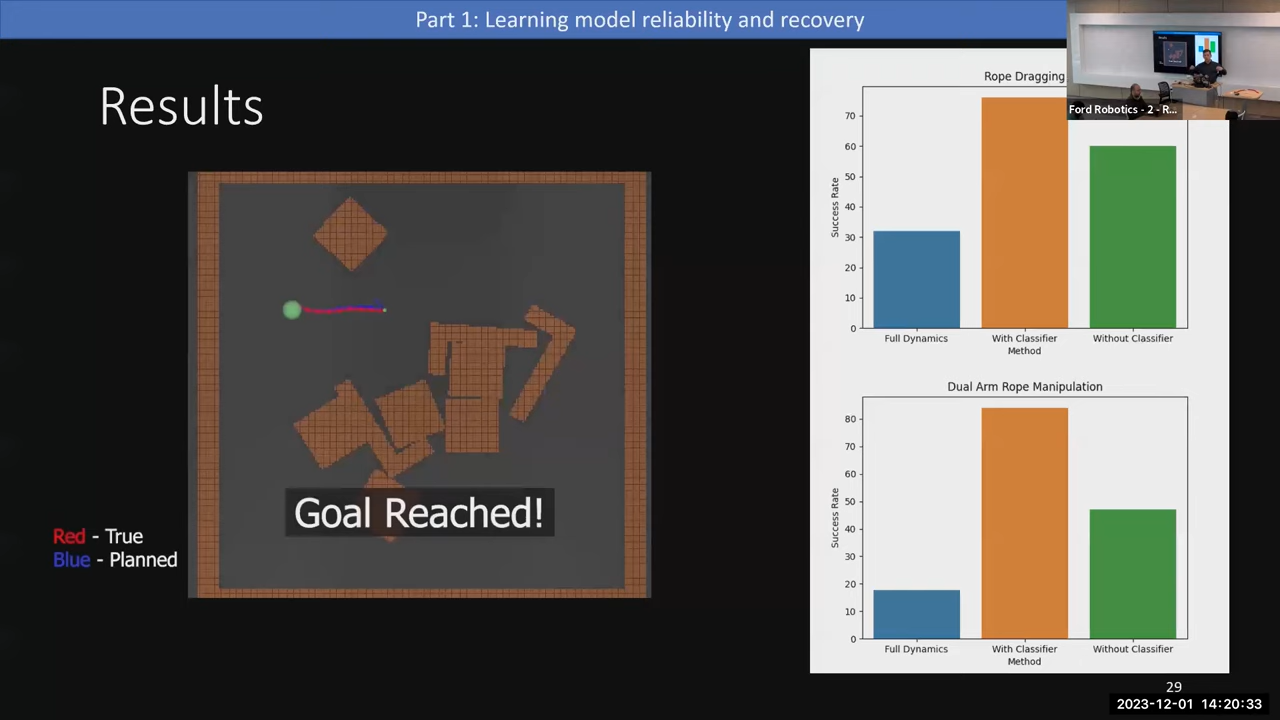 Part 1: Learning model reliability and recovery
Results
Goal Reached!
Red - True
Blue - Planned
Rope Dragging
Success Rate
70
60
50
40
30
20
10
0
Full Dynamics
With Classifier
Without Classifier
Method
Dual Arm Rope Manipulation
Success Rate
80
70
60
50
40
30
20
10
0
Full Dynamics
With Classifier
Without Classifier
Method
Ford Robotics - 2 - R...
29
2023-12-01 14:20:33